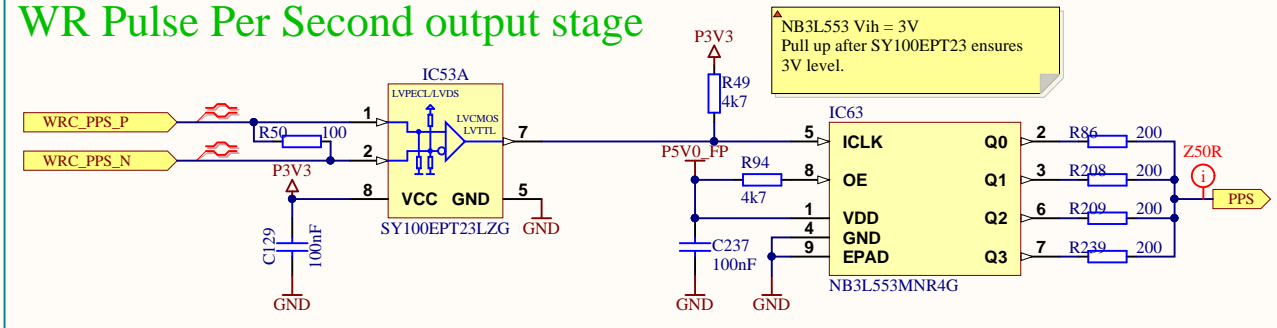 WR Pulse Per Second output stage
NB3L553 Vih = 3V
Pull up after SY100EPT23 ensures
3V level.
P3V3
R49
4k7
IC53A
LVPECL/LVDS
LVCMOS
LVTTL
WRC_PPS_P
WRC_PPS_N
R50
100
1
2
7
P3V3
8
VCC
GND
5
SY100EPT23LZG
GND
C129
100nF
GND
IC63
5
ICLK
P5V0_FP
R94
4k7
8
OE
1
VDD
4
GND
9
EPAD
C237
100nF
GND
GND
NB3L553MNR4G
Q0
2
R86
200
Q1
3
R208
200
Q2
6
R209
200
Q3
7
R239
200
Z50R
i
PPS